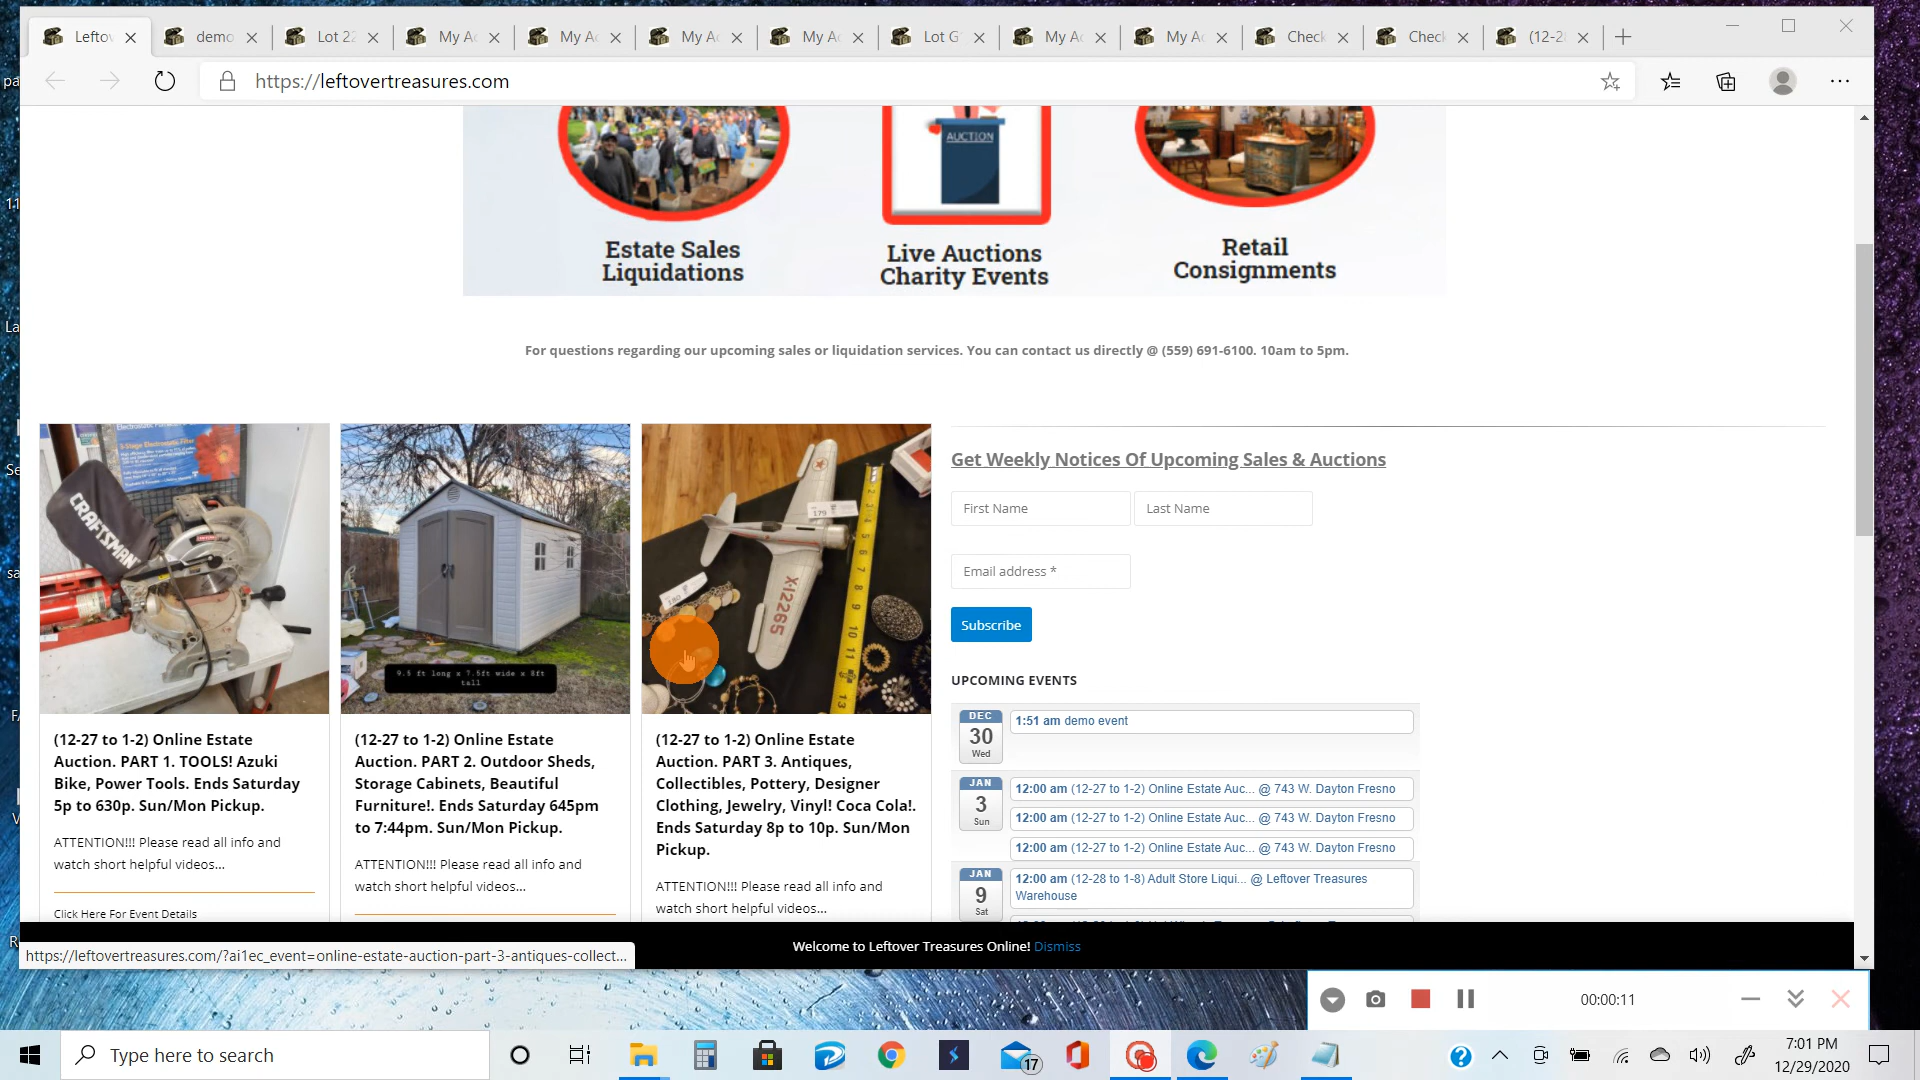 Lefto
demo
Lot 22
My Ac
My Ac
My Ac
My Ac
Lot G
My Ac
My Ac
Check
Check
(12-2
https://leftovertreasures.com
AUCTION
Estate Sales
Liquidations
Live Auctions
Charity Events
Retail
Consignments
For questions regarding our upcoming sales or liquidation services. You can contact us directly @ (559) 691-6100. 10am to 5pm.
CRAFTSMAN
9.5 ft long x 7.5ft wide x 8ft
tall
179
180
X-12265
(12-27 to 1-2) Online Estate
Auction. PART 1. TOOLS! Azuki
Bike, Power Tools. Ends Saturday
5p to 630p. Sun/Mon Pickup.
ATTENTION!!! Please read all info and
watch short helpful videos...
Click Here For Event Details
(12-27 to 1-2) Online Estate
Auction. PART 2. Outdoor Sheds,
Storage Cabinets, Beautiful
Furniture!. Ends Saturday 645pm
to 7:44pm. Sun/Mon Pickup.
ATTENTION!!! Please read all info and
watch short helpful videos...
(12-27 to 1-2) Online Estate
Auction. PART 3. Antiques,
Collectibles, Pottery, Designer
Clothing, Jewelry, Vinyl! Coca Cola!.
Ends Saturday 8p to 10p. Sun/Mon
Pickup.
ATTENTION!!! Please read all info and
watch short helpful videos...
Get Weekly Notices Of Upcoming Sales & Auctions
First Name
Last Name
Email address *
Subscribe
UPCOMING EVENTS
DEC
30
Wed
1:51 am demo event
JAN
3
Sun
12:00 am (12-27 to 1-2) Online Estate Auc... @ 743 W. Dayton Fresno
12:00 am (12-27 to 1-2) Online Estate Auc... @ 743 W. Dayton Fresno
12:00 am (12-27 to 1-2) Online Estate Auc... @ 743 W. Dayton Fresno
JAN
9
Sat
12:00 am (12-28 to 1-8) Adult Store Liqui... @ Leftover Treasures
Warehouse
Welcome to Leftover Treasures Online! Dismiss
https://leftovertreasures.com/?ai1ec_event=online-estate-auction-part-3-antiques-collect...
00:00:11
Type here to search
17
7:01 PM
12/29/2020